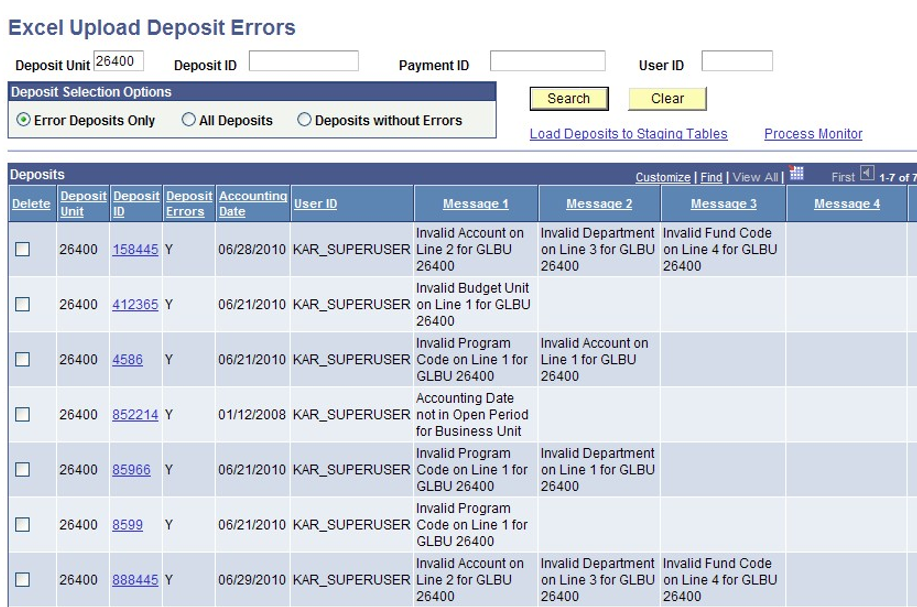 Excel Upload Deposit Errors
Deposit Unit 26400 Deposit ID Payment ID User ID
Deposit Selection Options
Error Deposits Only All Deposits Deposits without Errors
Search Clear
Load Deposits to Staging Tables Process Monitor
Deposits Customize | Find | View All | First 1-7 of 7
Delete Deposit Unit Deposit ID Deposit Errors Accounting Date User ID Message 1 Message 2 Message 3 Message 4
26400 158445 Y 06/28/2010 KAR_SUPERUSER Invalid Account on Line 2 for GLBU 26400 Invalid Department on Line 3 for GLBU 26400 Invalid Fund Code on Line 4 for GLBU 26400
26400 412365 Y 06/21/2010 KAR_SUPERUSER Invalid Budget Unit on Line 1 for GLBU 26400
26400 4586 Y 06/21/2010 KAR_SUPERUSER Invalid Program Code on Line 1 for GLBU 26400 Invalid Account on Line 1 for GLBU 26400
26400 852214 Y 01/12/2008 KAR_SUPERUSER Accounting Date not in Open Period for Business Unit
26400 85966 Y 06/21/2010 KAR_SUPERUSER Invalid Program Code on Line 1 for GLBU 26400 Invalid Department on Line 1 for GLBU 26400
26400 8599 Y 06/21/2010 KAR_SUPERUSER Invalid Program Code on Line 1 for GLBU 26400
26400 888445 Y 06/29/2010 KAR_SUPERUSER Invalid Account on Line 2 for GLBU 26400 Invalid Department on Line 3 for GLBU 26400 Invalid Fund Code on Line 4 for GLBU 26400